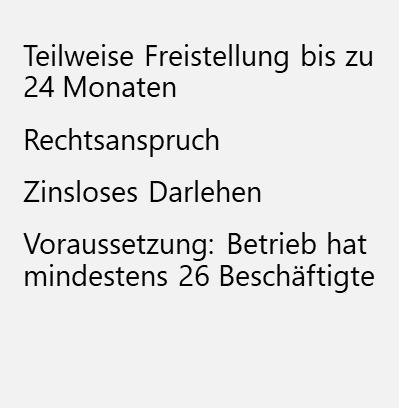 Teilweise Freistellung bis zu
24 Monaten
Rechtsanspruch
Zinsloses Darlehen
Voraussetzung: Betrieb hat
mindestens 26 Beschäftigte